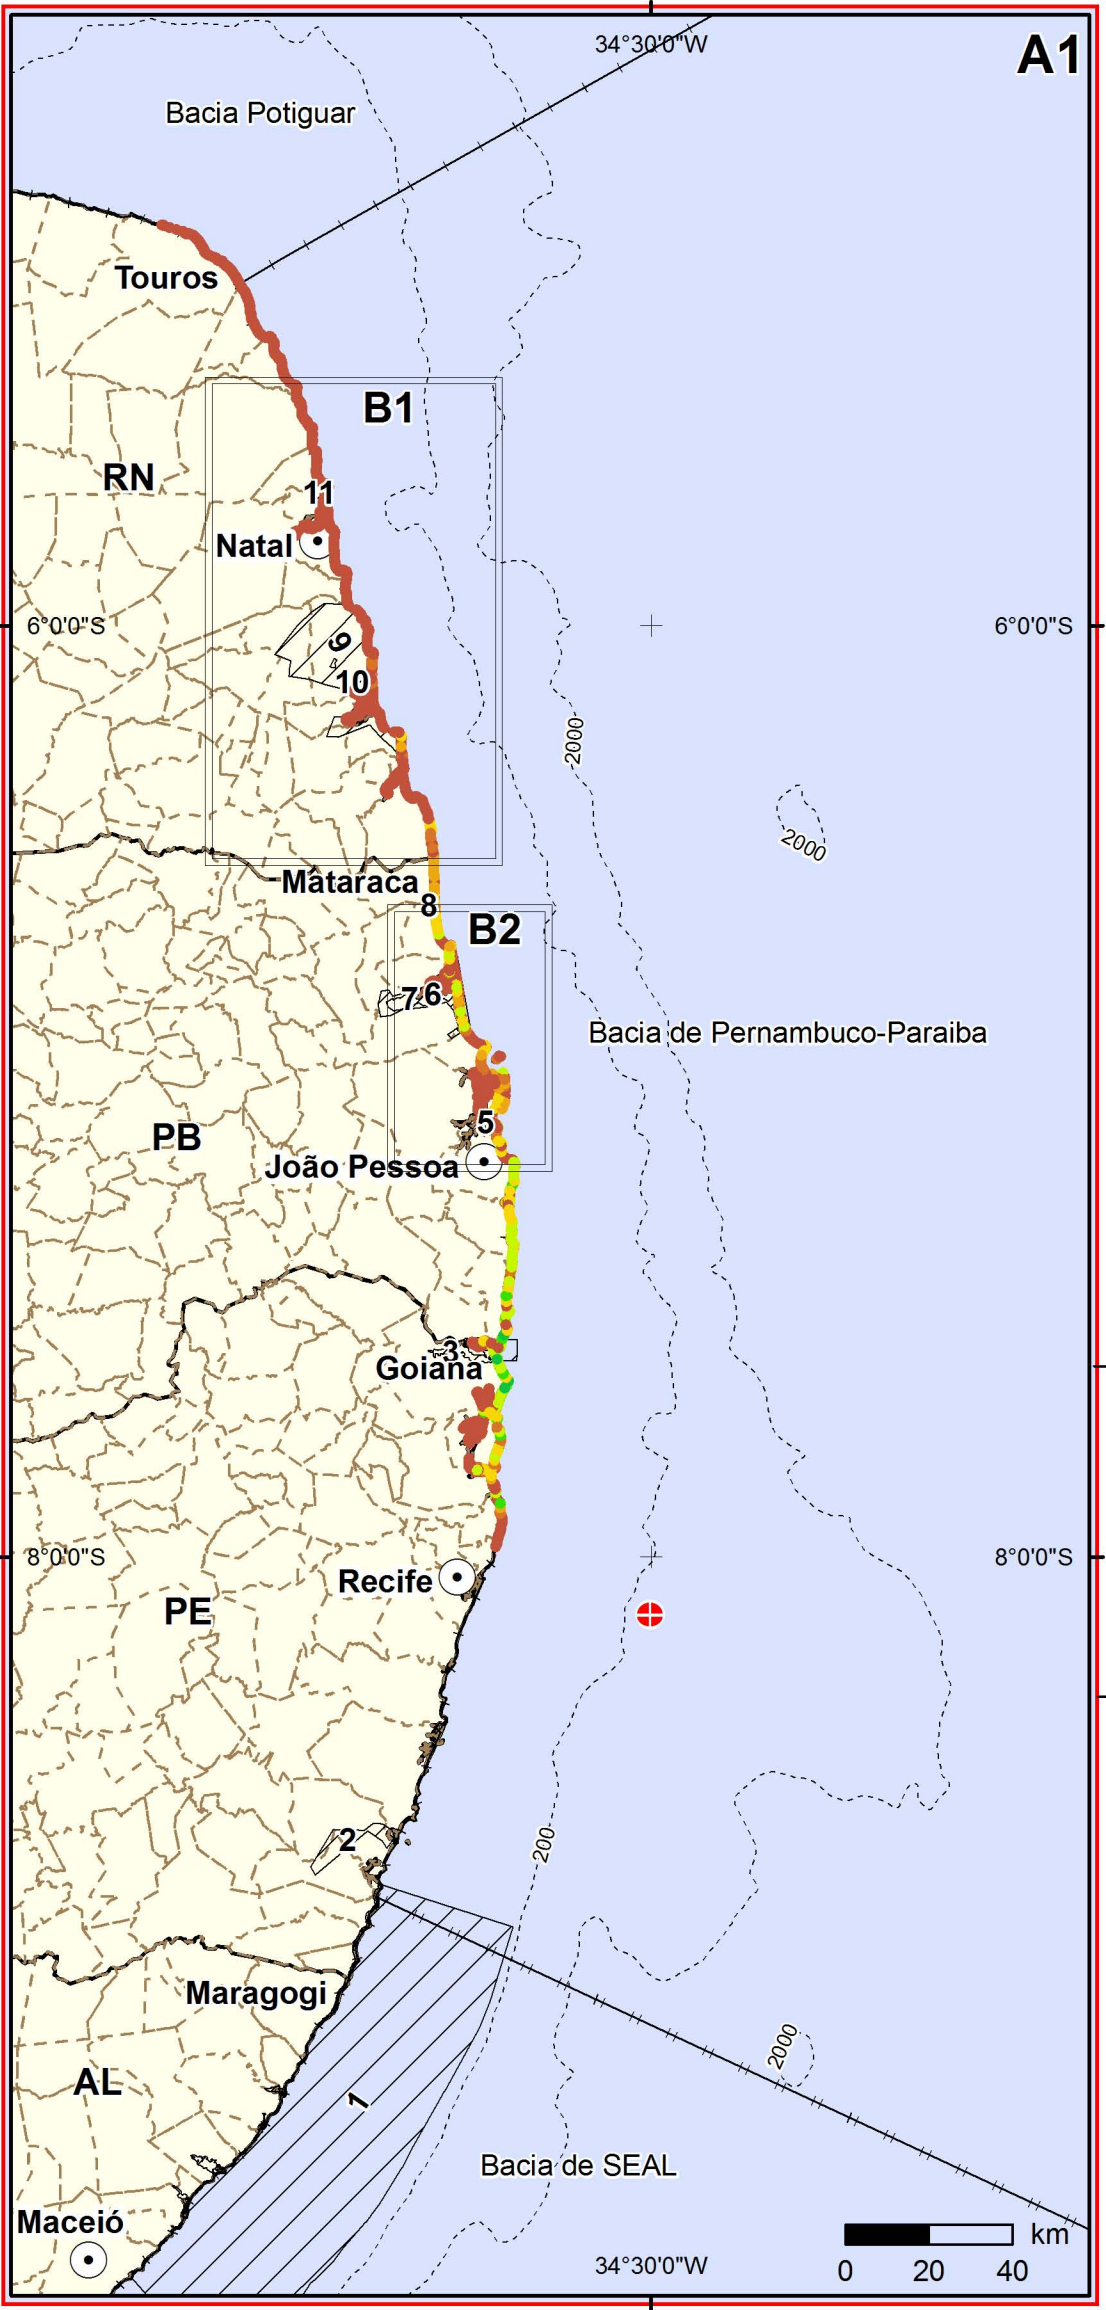 34°30'0"W
A1
Bacia Potiguar
Touros
B1
RN
11
Natal
6°0'0"S
6°0'0"S
9
10
2000
2000
Mataraca
8
B2
7
6
Bacia de Pernambuco-Paraiba
5
PB
João Pessoa
3
Goiana
8°0'0"S
8°0'0"S
Recife
PE
2
200
Maragogi
2000
AL
1
Bacia de SEAL
Maceió
km
34°30'0"W
0 20 40